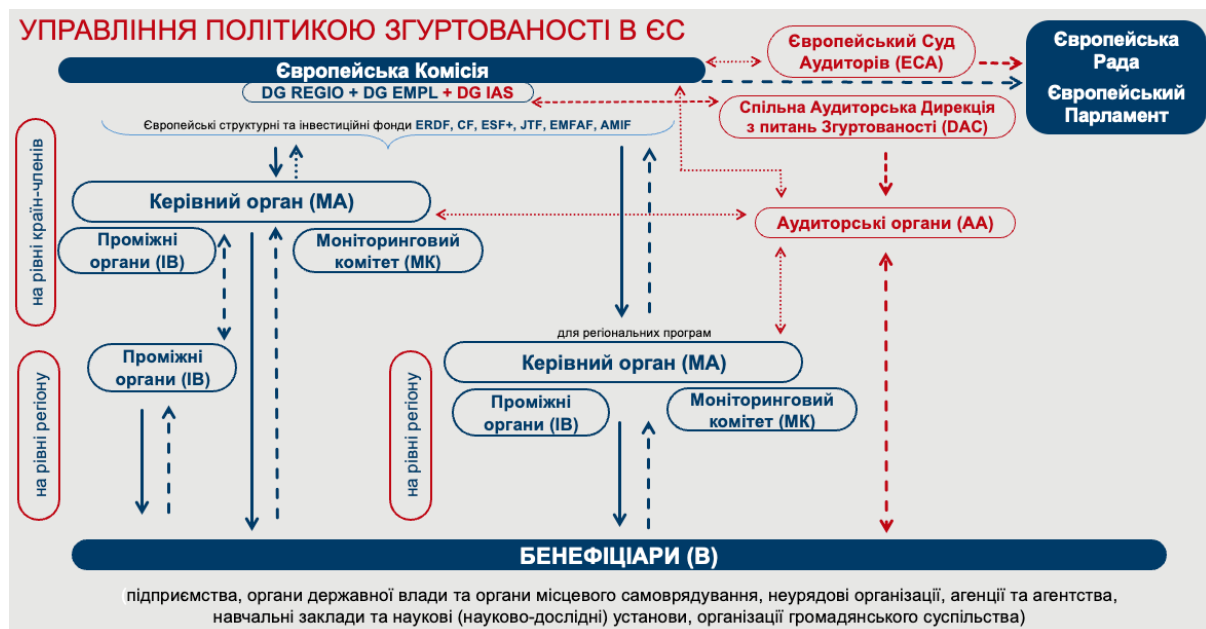 УПРАВЛІННЯ ПОЛІТИКОЮ ЗГУРТОВАНОСТІ В ЄС
Європейська Комісія
DG REGIO + DG EMPL + DG IAS
Європейські структурні та інвестиційні фонди ERDF, CF, ESF+, JTF, EMFAF, AMIF
Європейський Суд
Аудиторів (ECA)
Європейська
Рада
Європейський
Парламент
Спільна Аудиторська Дирекція
з питань Згуртованості (DAC)
на рівні країн-членів
Керівний орган (МА)
Проміжні
органи (ІВ)
Моніторинговий
комітет (МК)
Аудиторські органи (АА)
на рівні регіону
Проміжні
органи (ІВ)
на рівні регіону
для регіональних програм
Керівний орган (МА)
Проміжні
органи (ІВ)
Моніторинговий
комітет (МК)
БЕНЕФІЦІАРИ (В)
(підприємства, органи державної влади та органи місцевого самоврядування, неурядові організації, агенції та агентства,
навчальні заклади та наукові (науково-дослідні) установи, організації громадянського суспільства)